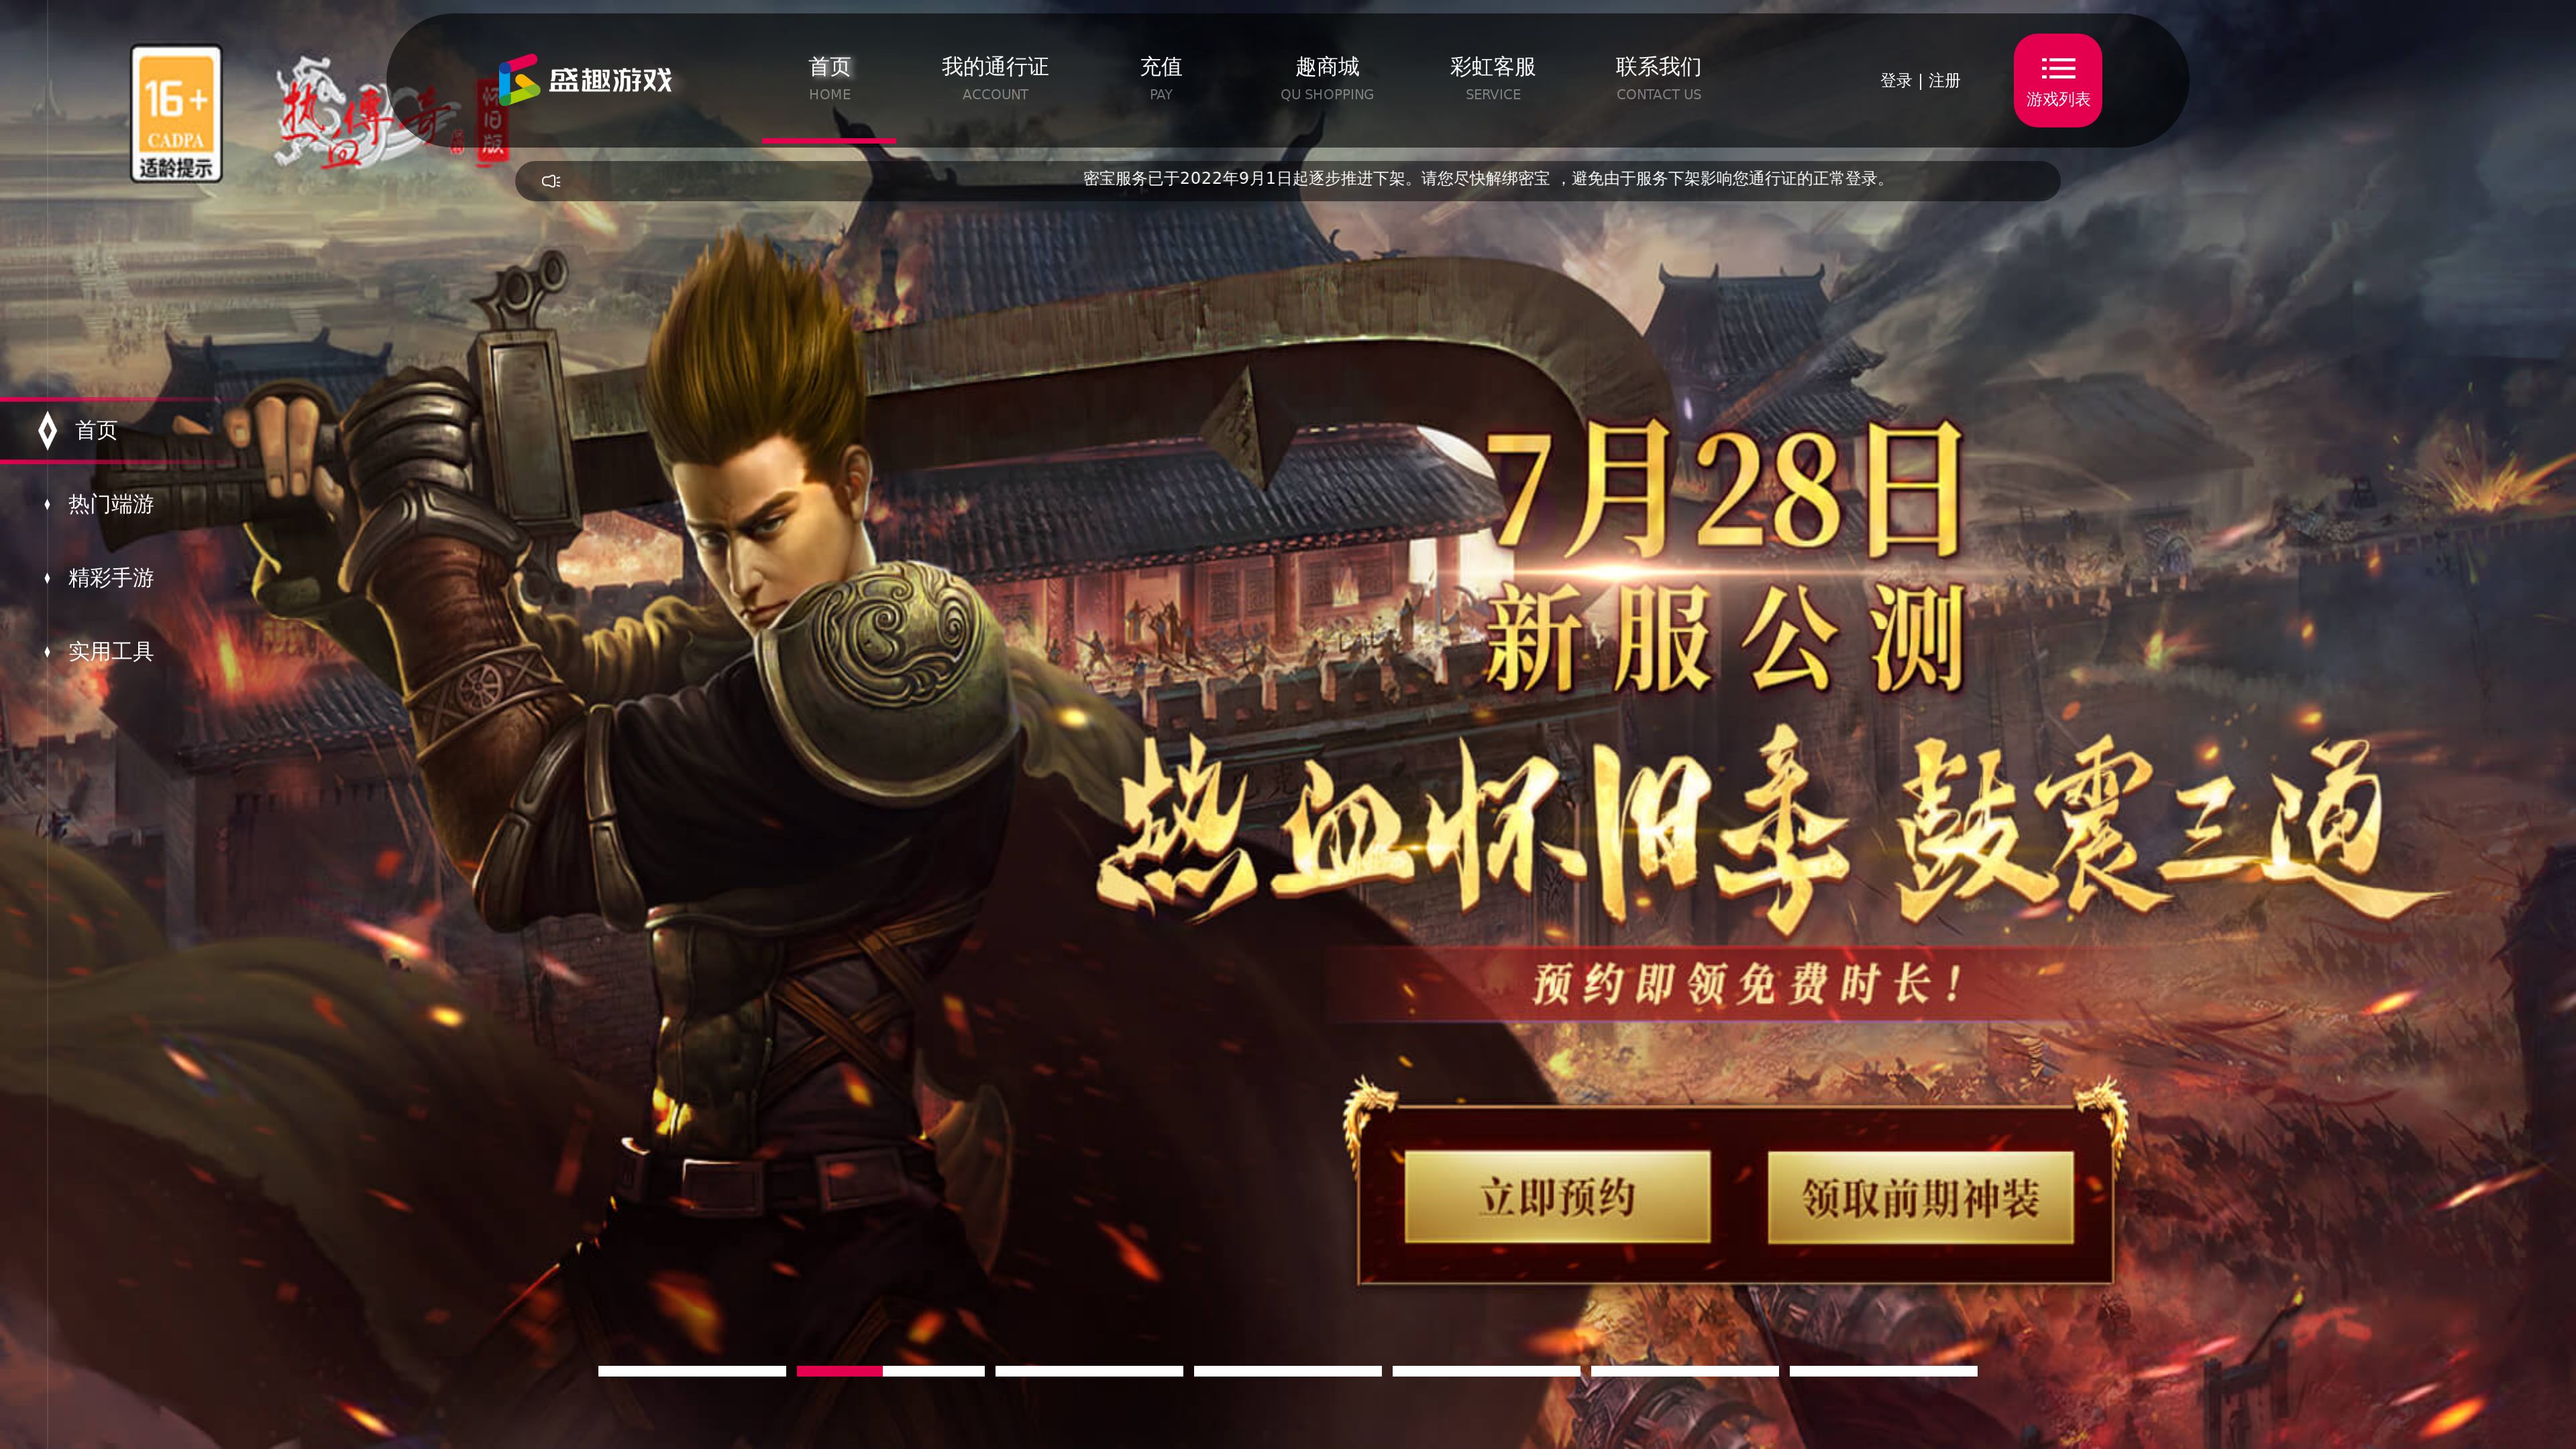 16+
CADPA
适龄提示
热血傳奇
怀旧版
盛趣游戏
首页
HOME
我的通行证
ACCOUNT
充值
PAY
趣商城
QU SHOPPING
彩虹客服
SERVICE
联系我们
CONTACT US
登录 | 注册
游戏列表
密宝服务已于2022年9月1日起逐步推进下架。请您尽快解绑密宝 ，避免由于服务下架影响您通行证的正常登录。
首页
热门端游
精彩手游
实用工具
7月28日
新服公测
热血怀旧季 鼓震三道
预约即领免费时长！
立即预约
领取前期神装